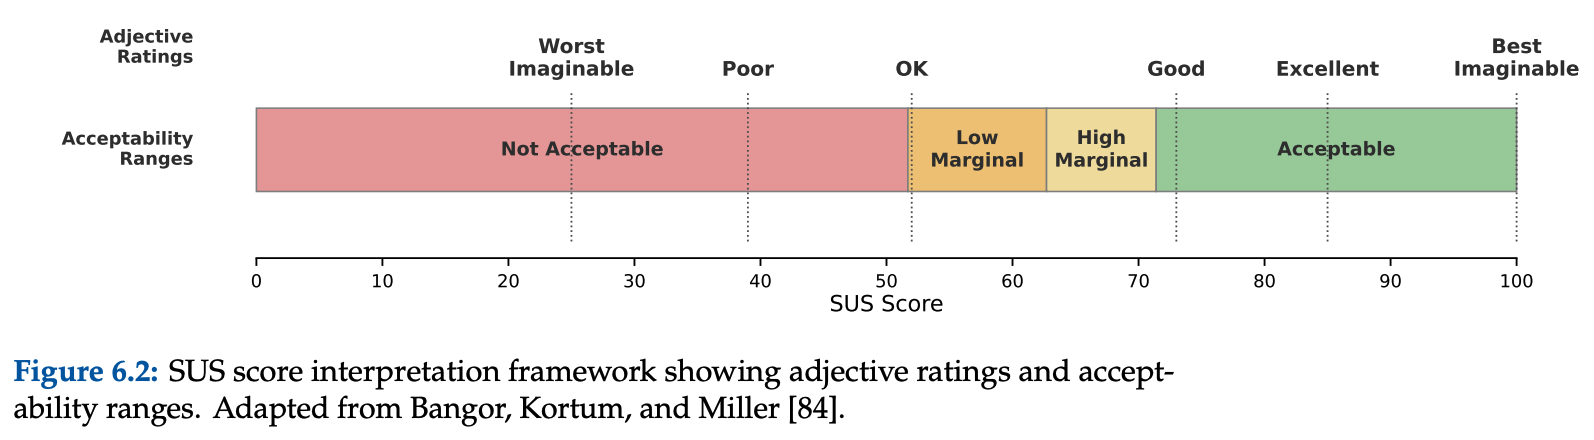 Adjective
Ratings
Worst
Imaginable
Poor
OK
Good
Excellent
Best
Imaginable
Acceptability
Ranges
Not Acceptable
Low
Marginal
High
Marginal
Acceptable
0 10 20 30 40 50 60 70 80 90 100
SUS Score
Figure 6.2: SUS score interpretation framework showing adjective ratings and accept-
ability ranges. Adapted from Bangor, Kortum, and Miller [84].